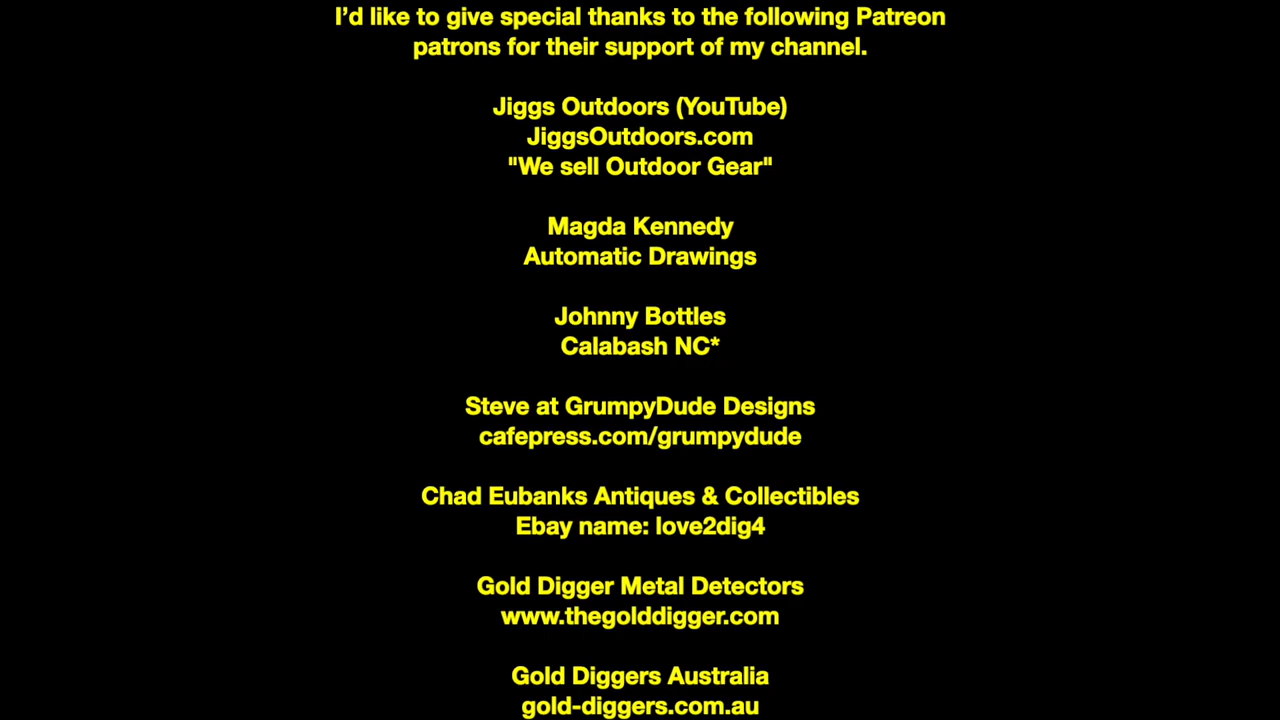 I’d like to give special thanks to the following Patreon
patrons for their support of my channel.
Jiggs Outdoors (YouTube)
JiggsOutdoors.com
"We sell Outdoor Gear"
Magda Kennedy
Automatic Drawings
Johnny Bottles
Calabash NC*
Steve at GrumpyDude Designs
cafepress.com/grumpydude
Chad Eubanks Antiques & Collectibles
Ebay name: love2dig4
Gold Digger Metal Detectors
www.thegolddigger.com
Gold Diggers Australia
gold-diggers.com.au